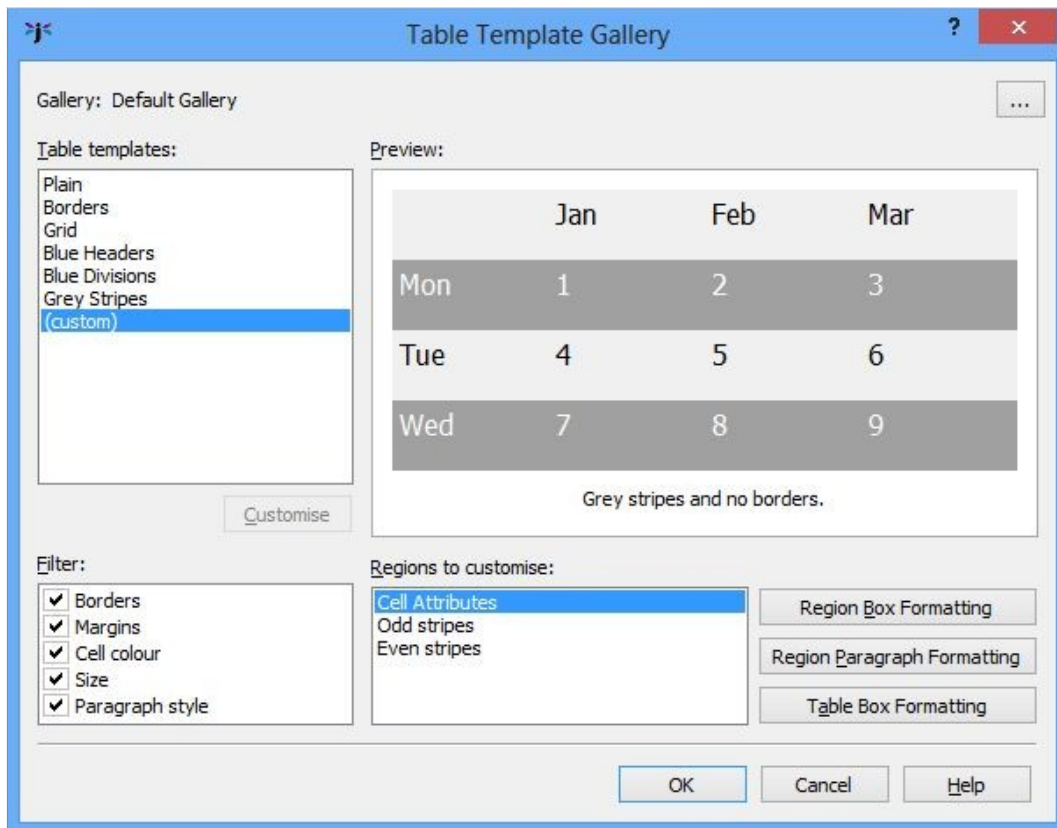 Table Template Gallery
?
Gallery: Default Gallery
...
Table templates:
Plain
Borders
Grid
Blue Headers
Blue Divisions
Grey Stripes
(custom)
Customise
Preview:
Jan Feb Mar
Mon 1 2 3
Tue 4 5 6
Wed 7 8 9
Grey stripes and no borders.
Filter:
Borders
Margins
Cell colour
Size
Paragraph style
Regions to customise:
Cell Attributes
Odd stripes
Even stripes
Region Box Formatting
Region Paragraph Formatting
Table Box Formatting
OK
Cancel
Help